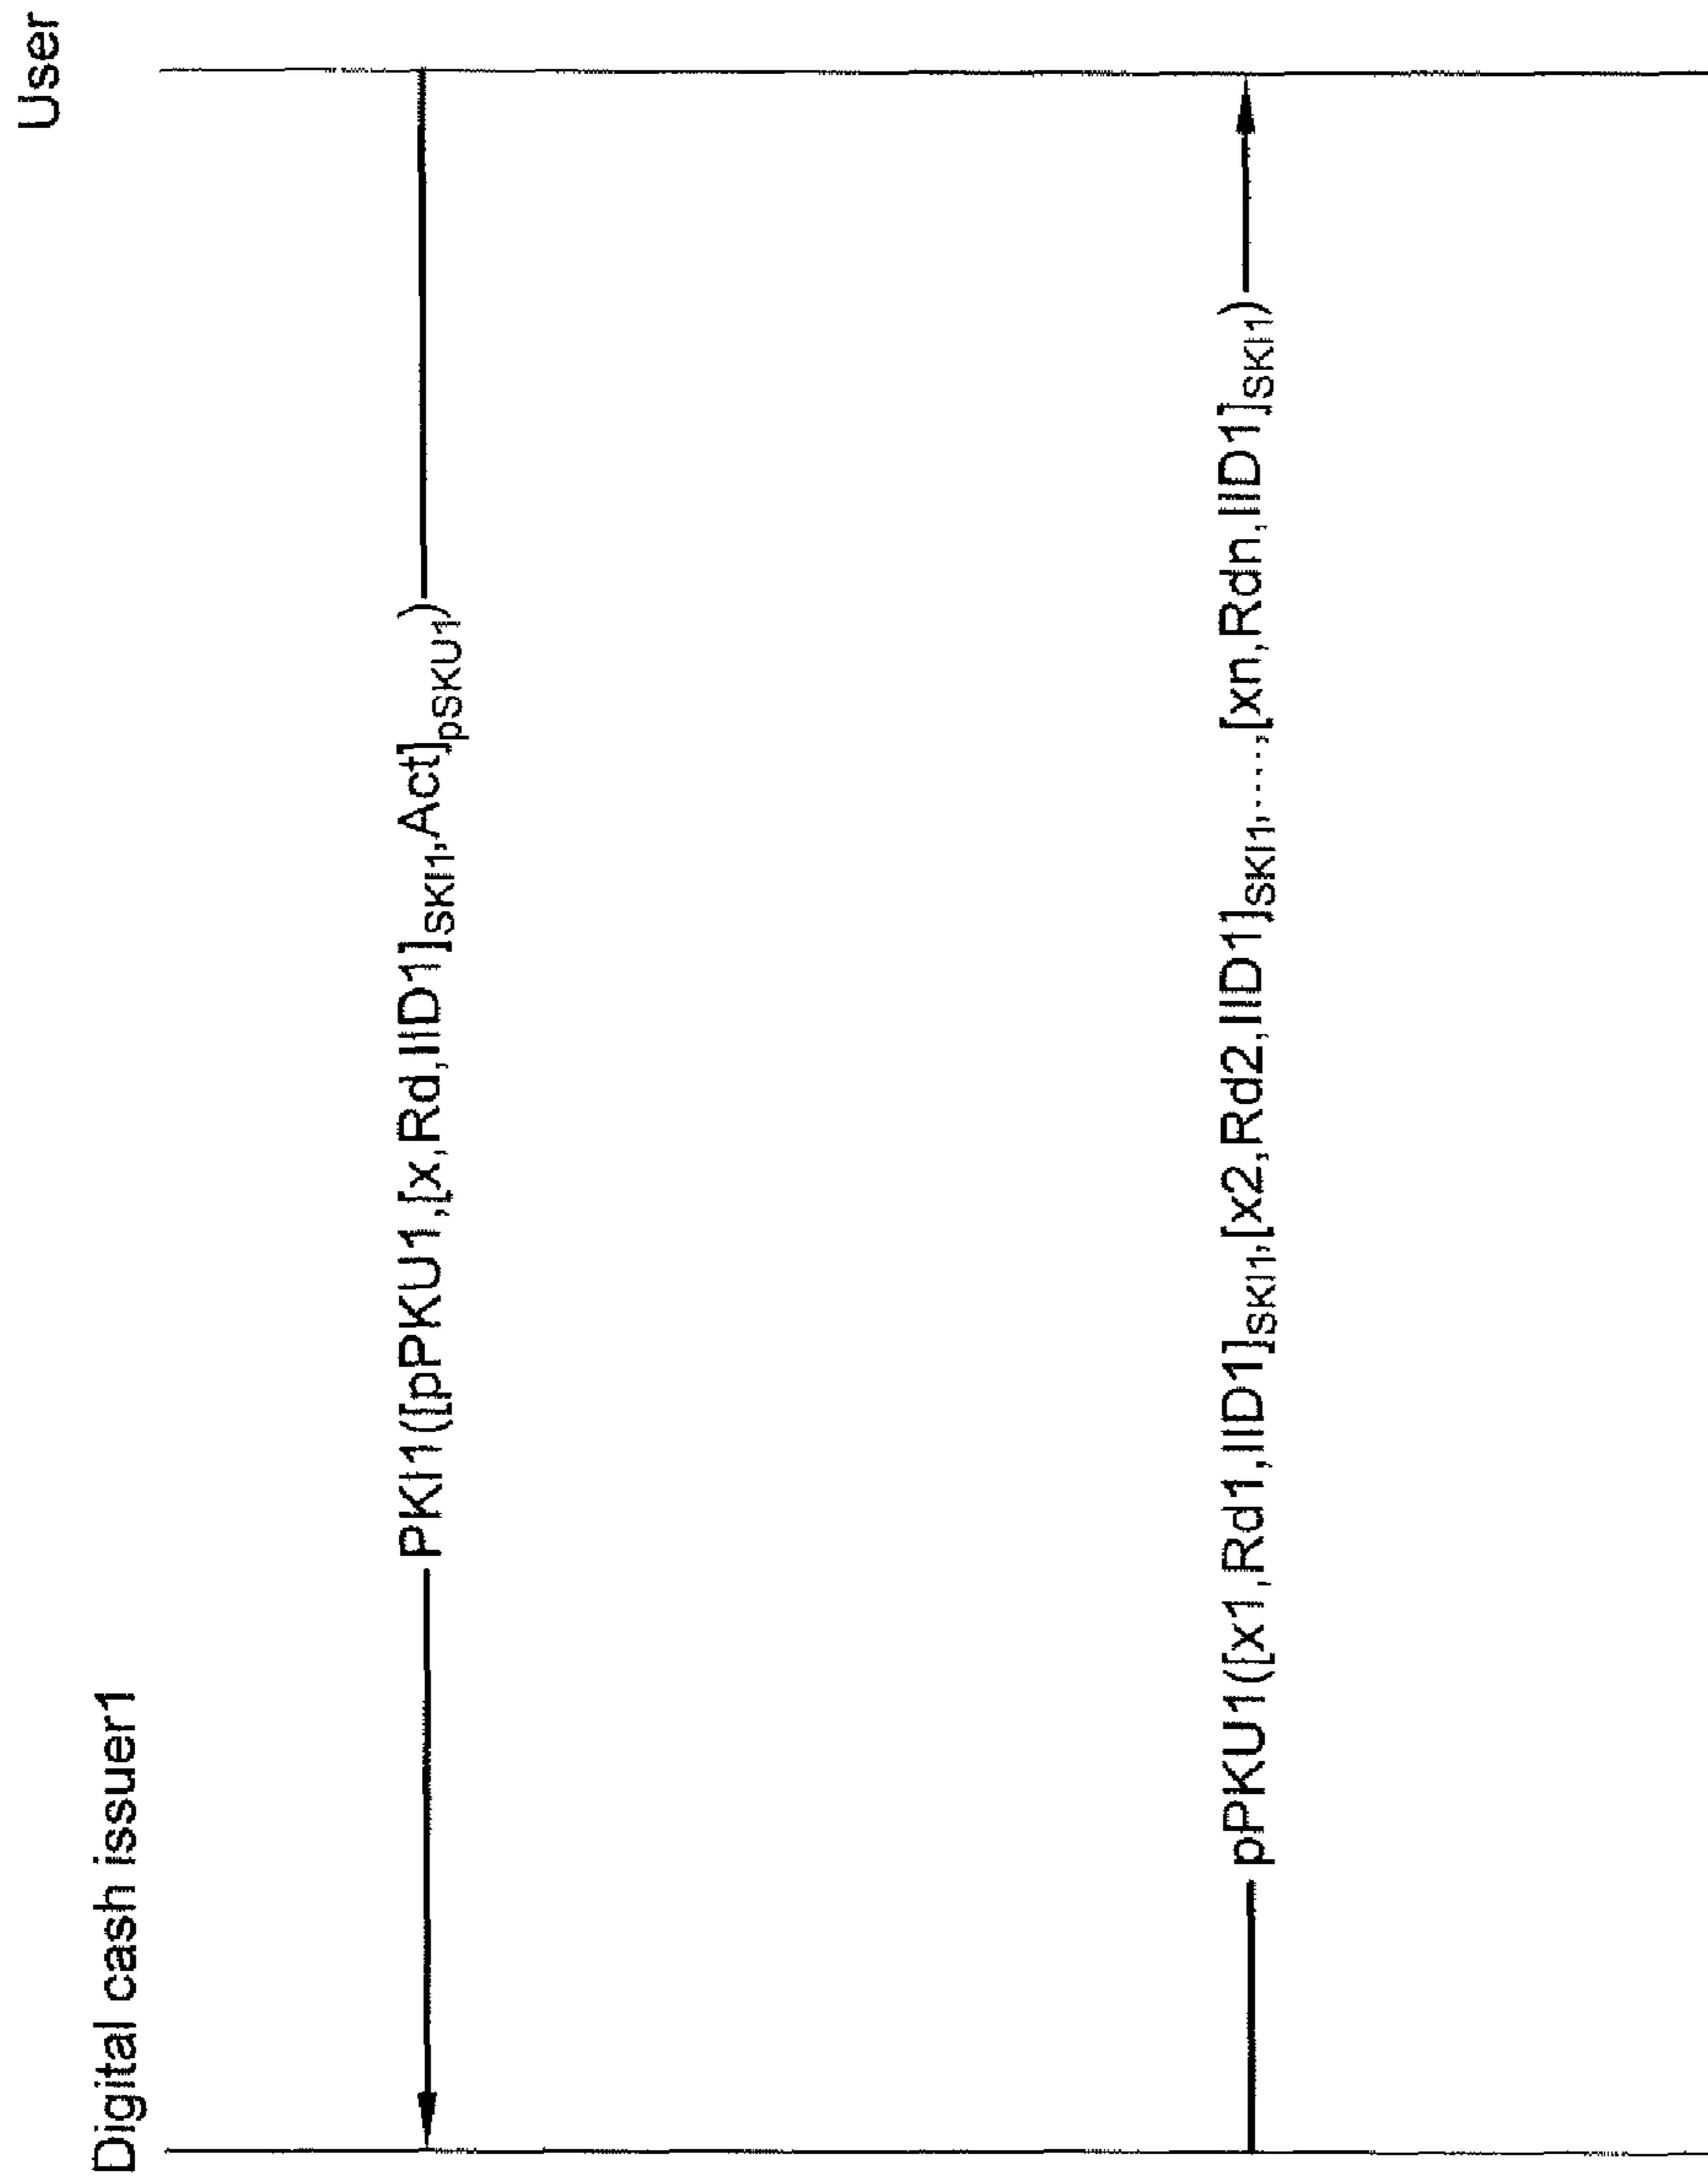 Digital cash issuer1
User
PKI1([pPKU1,[x,Rd,IID1]SKI1,Act]pSKU1)
pPKU1([x1,Rd1,IID1]SKI1,[x2,Rd2,IID1]SKI1,.....,[xn,Rdn,IID1]SKI1)